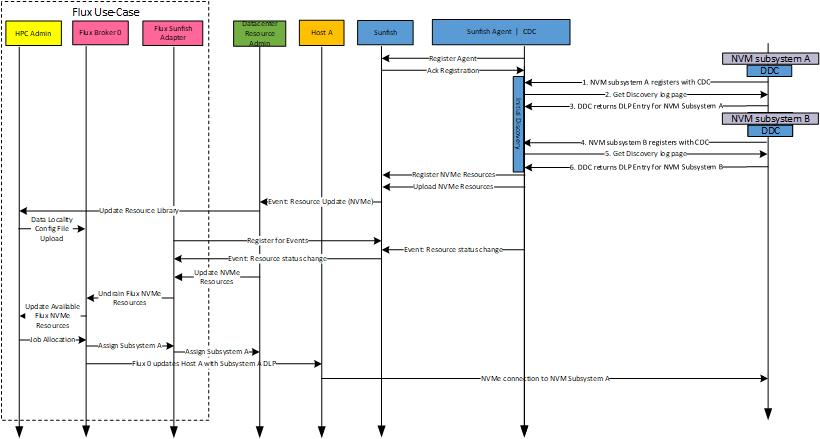 Flux Use-Case
HPC Admin
Flux Broker 0
Flux Sunfish
Adapter
Datacenter
Resource
Admin
Host A
Sunfish
Sunfish Agent | CDC
NVM subsystem A
DDC
Register Agent
Ack Registration
Initial Discovery
1. NVM subsystem A registers with CDC
2. Get Discovery log page
3. DDC returns DLP Entry for NVM Subsystem A
NVM subsystem B
DDC
4. NVM subsystem B registers with CDC
5. Get Discovery log page
6. DDC returns DLP Entry for NVM Subsystem B
Register NVMe Resources
Upload NVMe Resources
Event: Resource Update (NVMe)
Update Resource Library
Data Locality
Config File
Upload
Register for Events
Event: Resource status change
Event: Resource status change
Update NVMe
Resources
Undrain Flux NVMe
Resources
Update Available
Flux NVMe
Resources
Job Allocation
Assign Subsystem A
Assign Subsystem A
Flux 0 updates Host A with Subsystem A DLP
NVMe connection to NVM Subsystem A